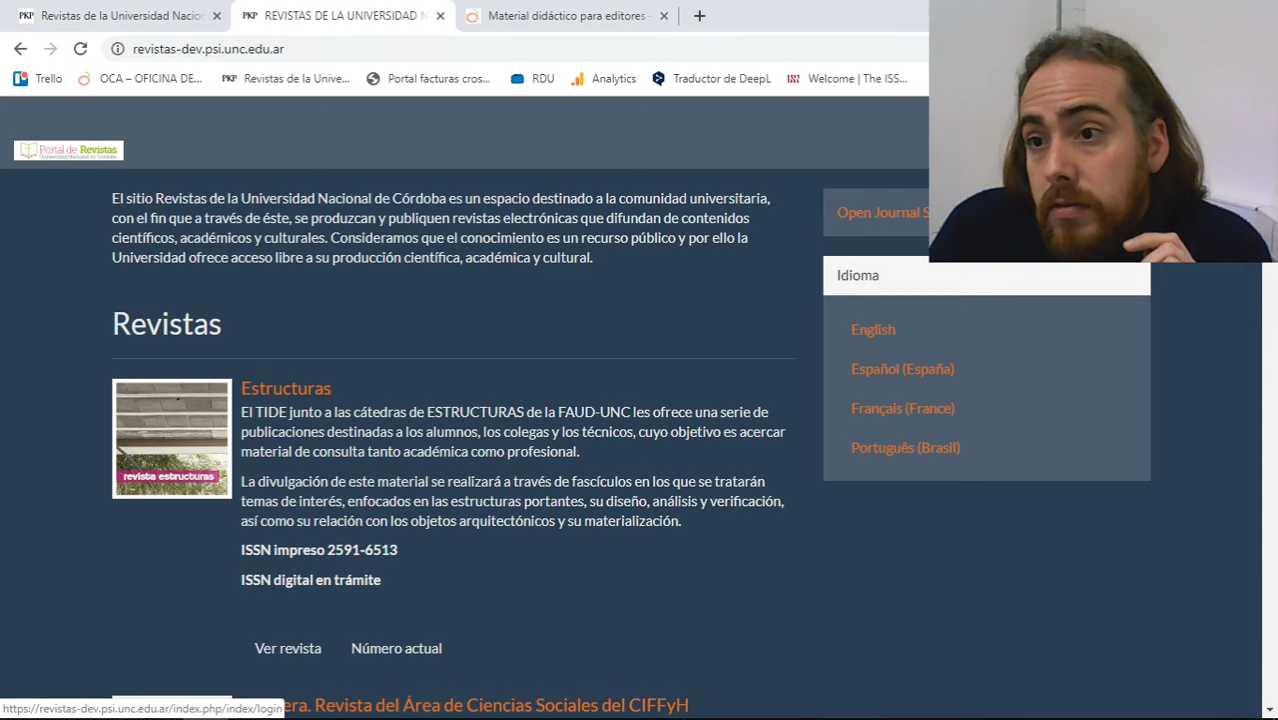 Revistas de la Universidad Nacio
REVISTAS DE LA UNIVERSIDAD N
Material didáctico para editores -
revistas-dev.psi.unc.edu.ar
Trello
OCA – OFICINA DE...
Revistas de la Unive...
Portal facturas cros...
RDU
Analytics
Traductor de DeepL
Welcome | The ISS...
Portal de Revistas
Universidad Nacional de Córdoba
El sitio Revistas de la Universidad Nacional de Córdoba es un espacio destinado a la comunidad universitaria,
con el fin que a través de éste, se produzcan y publiquen revistas electrónicas que difundan de contenidos
científicos, académicos y culturales. Consideramos que el conocimiento es un recurso público y por ello la
Universidad ofrece acceso libre a su producción científica, académica y cultural.
Open Journal S
Idioma
English
Español (España)
Français (France)
Português (Brasil)
Revistas
revista estructuras
Estructuras
El TIDE junto a las cátedras de ESTRUCTURAS de la FAUD-UNC les ofrece una serie de
publicaciones destinadas a los alumnos, los colegas y los técnicos, cuyo objetivo es acercar
material de consulta tanto académica como profesional.
La divulgación de este material se realizará a través de fascículos en los que se tratarán
temas de interés, enfocados en las estructuras portantes, su diseño, análisis y verificación,
así como su relación con los objetos arquitectónicos y su materialización.
ISSN impreso 2591-6513
ISSN digital en trámite
Ver revista
Número actual
era. Revista del Área de Ciencias Sociales del CIFFyH
https://revistas-dev.psi.unc.edu.ar/index.php/index/login